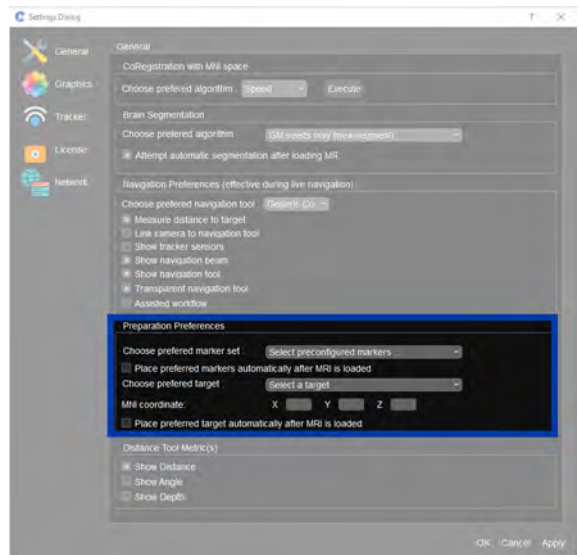 Settings Dialog
? ×
General
Graphics
Tracker
License
Network
General
CoRegistration with MNI space
Choose prefered algorithm : Speed Execute
Brain Segmentation
Choose prefered algorithm GM seeds only (newsegment)
Attempt automatic segmentation after loading MR
Navigation Preferences (effective during live navigation)
Choose prefered navigation tool : Generic Co
Measure distance to target
Link camera to navigation tool
Show tracker sensors
Show navigation beam
Show navigation tool
Transparent navigation tool
Assisted workflow
Preparation Preferences
Choose prefered marker set : Select preconfigured markers ...
Place preferred markers automatically after MRI is loaded
Choose prefered target : Select a target
MNI coordinate: X Y Z
Place preferred target automatically after MRI is loaded
Distance Tool Metric(s)
Show Distance
Show Angle
Show Depth
OK Cancel Apply